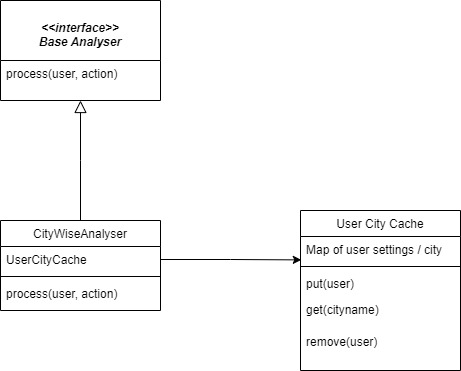 <<interface>>
Base Analyser
process(user, action)
CityWiseAnalyser
UserCityCache
process(user, action)
User City Cache
Map of user settings / city
put(user)
get(cityname)
remove(user)